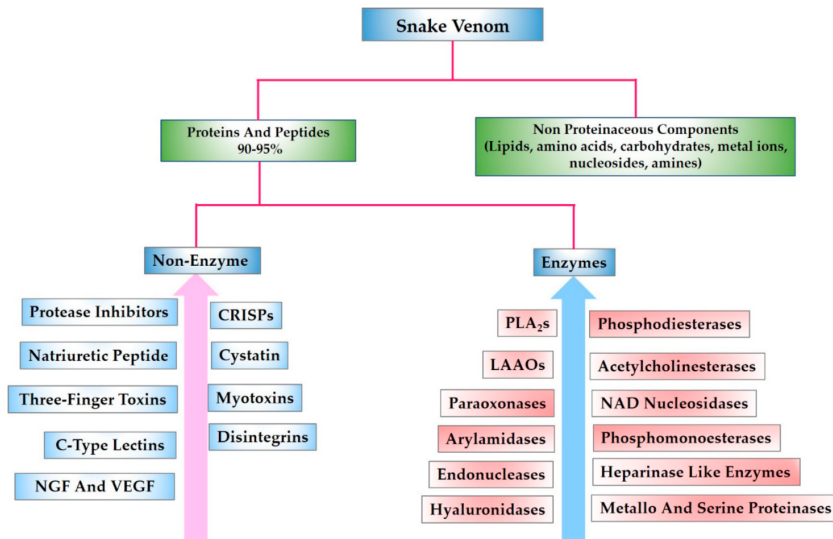 Snake Venom
Proteins And Peptides
90-95%
Non Proteinaceous Components
(Lipids, amino acids, carbohydrates, metal ions,
nucleosides, amines)
Non-Enzyme
Protease Inhibitors
Natriuretic Peptide
Three-Finger Toxins
C-Type Lectins
NGF And VEGF
CRISPs
Cystatin
Myotoxins
Disintegrins
Enzymes
PLA₂s
LAAOs
Paraoxonases
Arylamidases
Endonucleases
Hyaluronidases
Phosphodiesterases
Acetylcholinesterases
NAD Nucleosidases
Phosphomonoesterases
Heparinase Like Enzymes
Metallo And Serine Proteinases